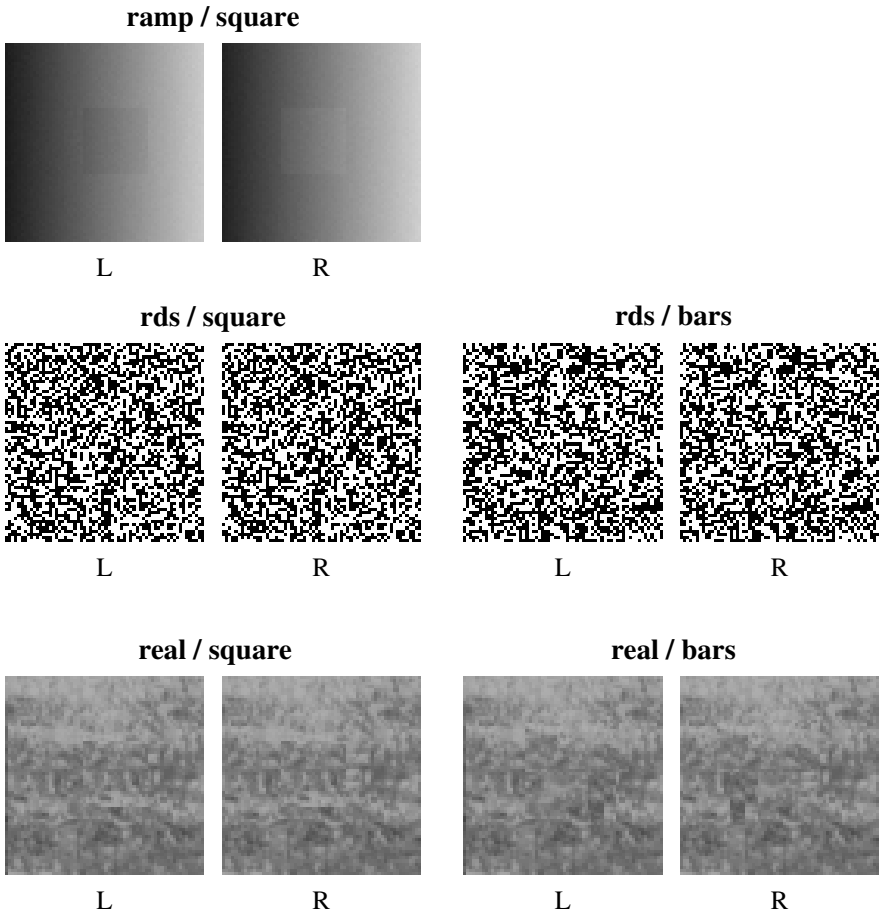 ramp / square
L R
rds / square rds / bars
L R L R
real / square real / bars
L R L R